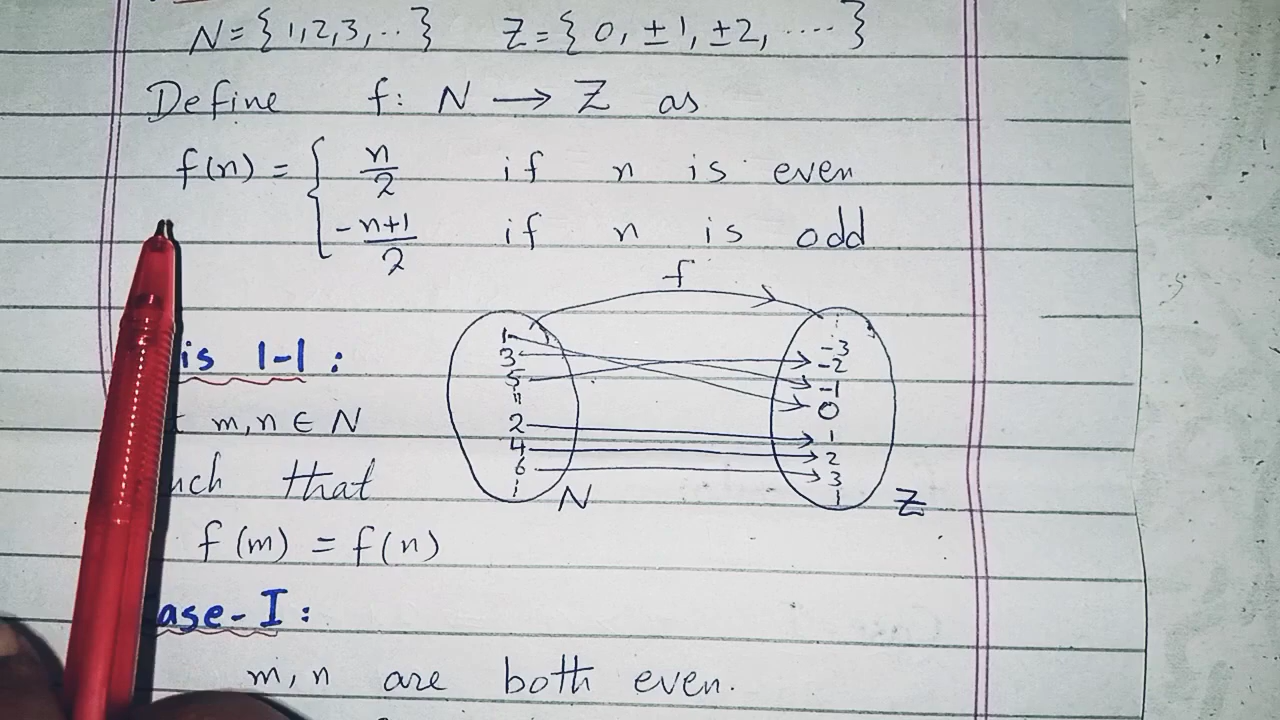 N = { 1, 2, 3, .. } Z = { 0, ±1, ±2, .... }
Define f : N → Z as
f(n) = { n/2 if n is even
-n+1/2 if n is odd
f
is 1-1 :
m, n ∈ N
that
f(m) = f(n)
1
3
5
2
4
6
N
-3
-2
-1
0
1
2
3
Z
ase-I :
m, n are both even.